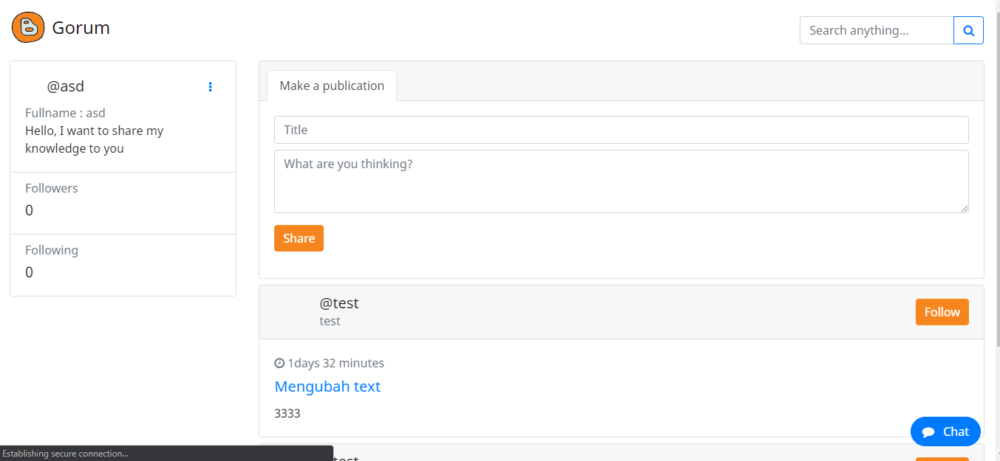 Gorum
Search anything...
@asd
Fullname : asd
Hello, I want to share my
knowledge to you
Followers
0
Following
0
Make a publication
Title
What are you thinking?
Share
@test
test
Follow
1days 32 minutes
Mengubah text
3333
Chat
Establishing secure connection...